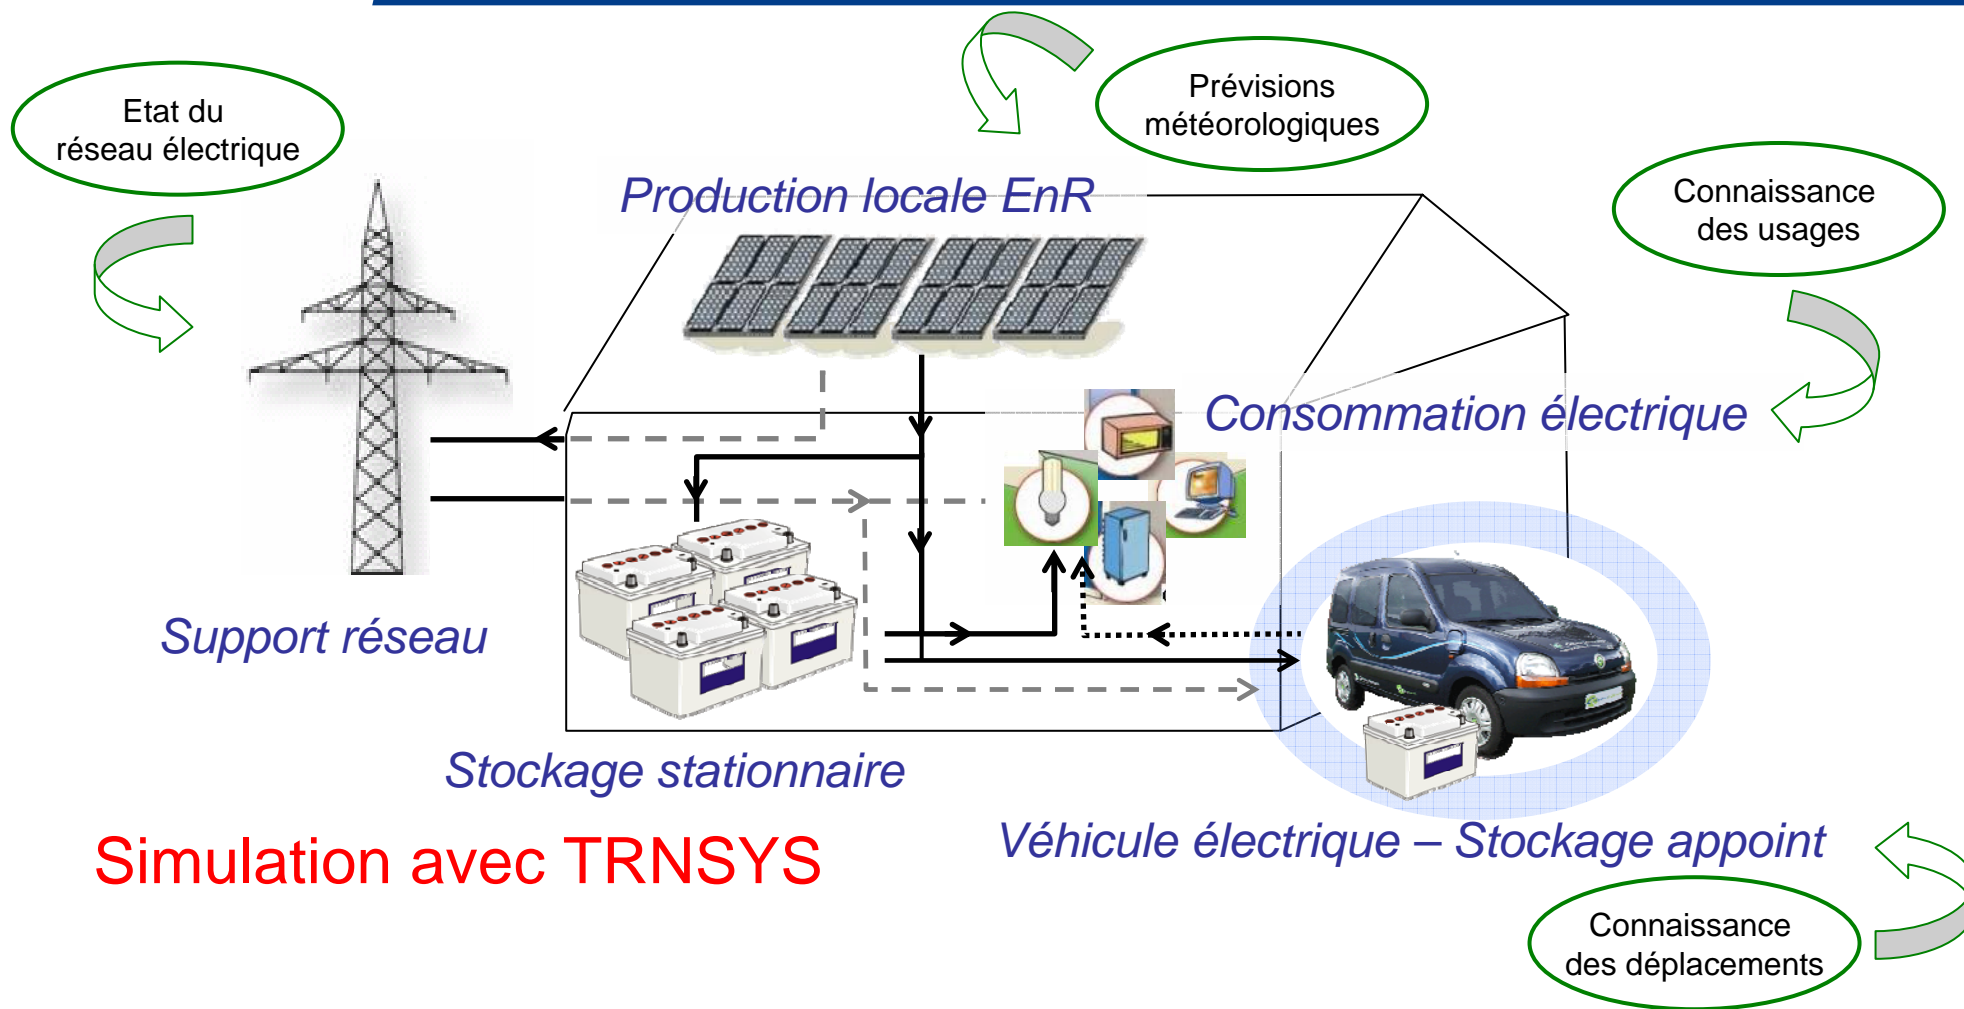 Etat du
réseau électrique
Prévisions
météorologiques
Connaissance
des usages
Production locale EnR
Consommation électrique
Support réseau
Stockage stationnaire
Véhicule électrique – Stockage appoint
Simulation avec TRNSYS
Connaissance
des déplacements